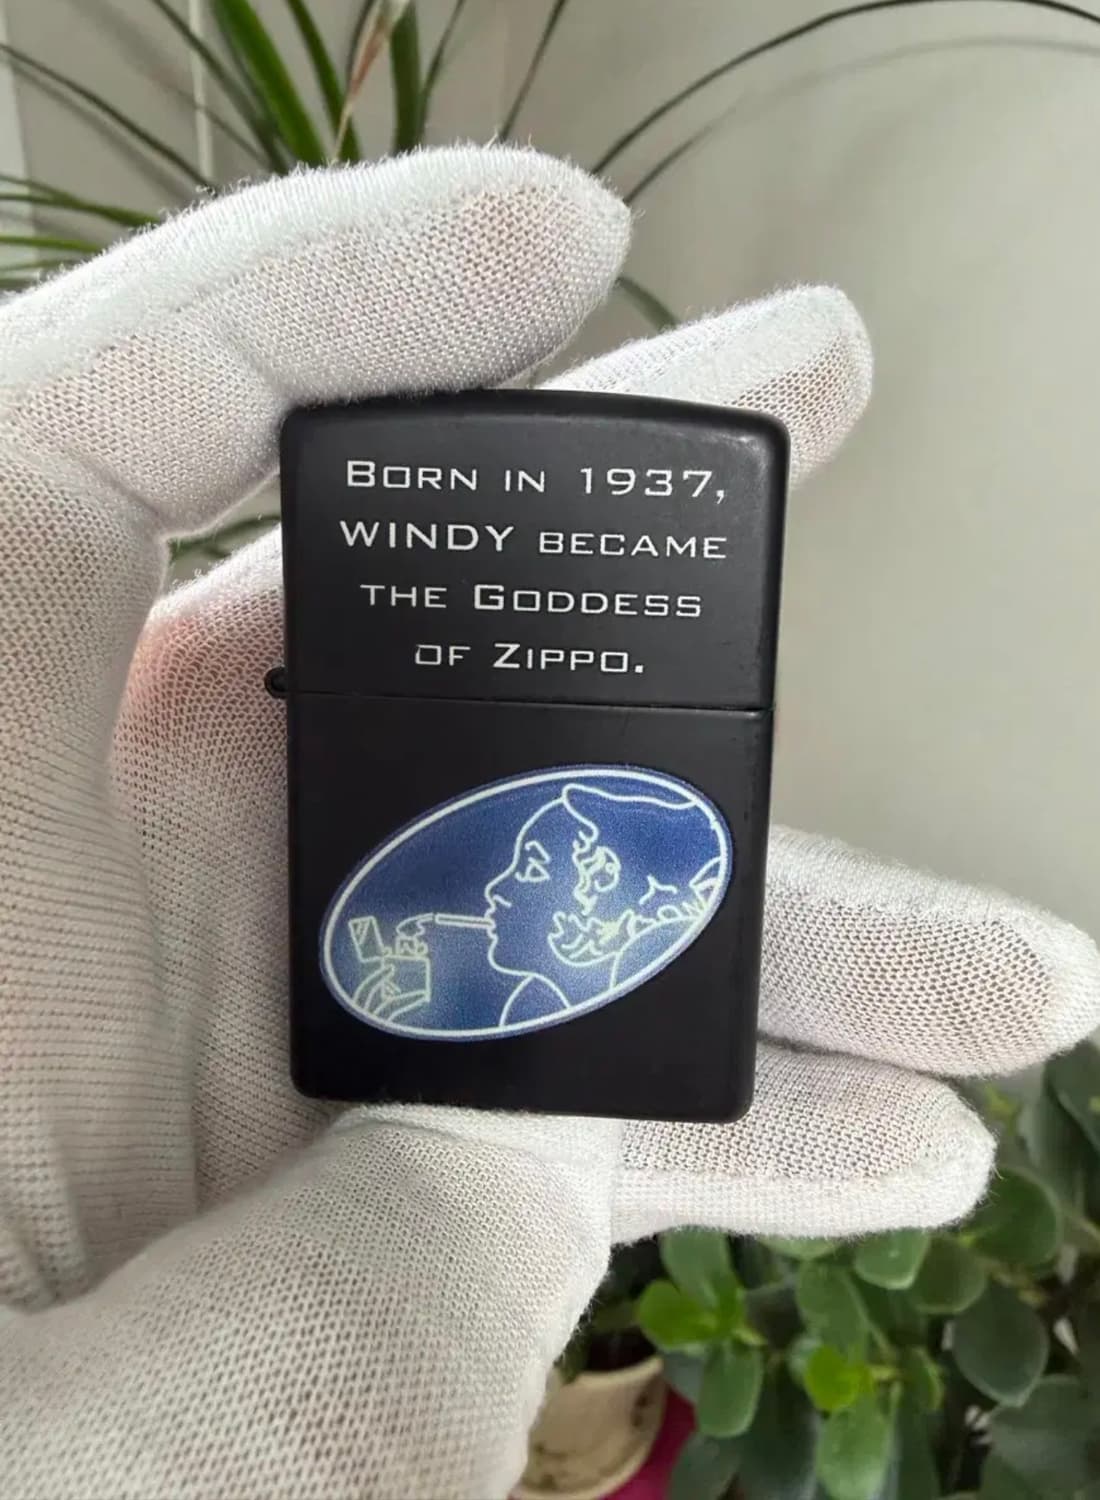 Born in 1937,
WINDY became
the Goddess
of Zippo.